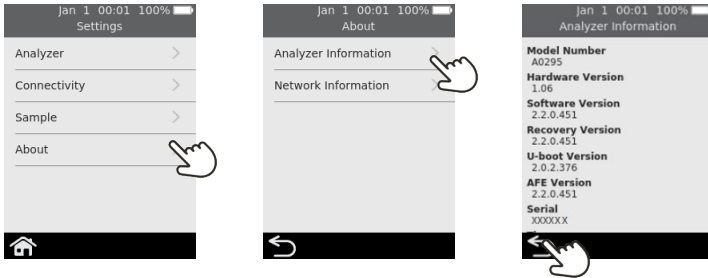 Jan 1 00:01 100%
Settings
Analyzer
Connectivity
Sample
About
Jan 1 00:01 100%
About
Analyzer Information
Network Information
Jan 1 00:01 100%
Analyzer Information
Model Number
A0295
Hardware Version
1.06
Software Version
2.2.0.451
Recovery Version
2.2.0.451
U-boot Version
2.0.2.376
AFE Version
2.2.0.451
Serial
XXXXXX